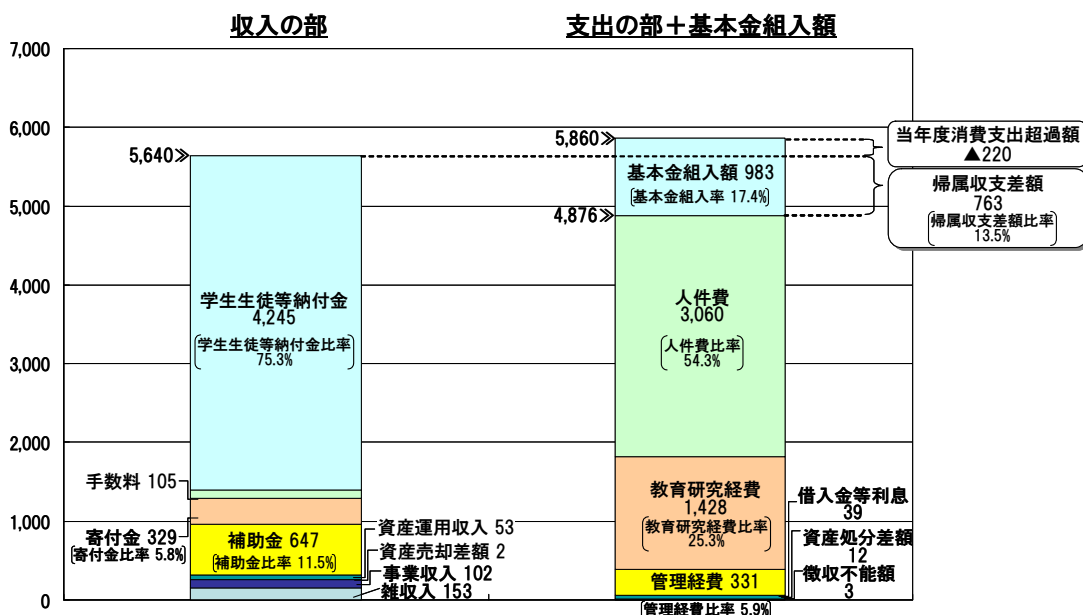 収入の部
支出の部+基本金組入額
7,000
6,000
5,000
4,000
3,000
2,000
1,000
0
5,640
学生生徒等納付金
4,245
学生生徒等納付金比率
75.3%
手数料 105
寄付金 329
寄付金比率 5.8%
補助金 647
補助金比率 11.5%
資産運用収入 53
資産売却差額 2
事業収入 102
雑収入 153
5,860
基本金組入額 983
基本金組入率 17.4%
4,876
人件費
3,060
人件費比率
54.3%
教育研究経費
1,428
教育研究経費比率
25.3%
管理経費 331
管理経費比率 5.9%
借入金等利息
39
資産処分差額
12
徴収不能額
3
当年度消費支出超過額
▲220
帰属収支差額
763
帰属収支差額比率
13.5%